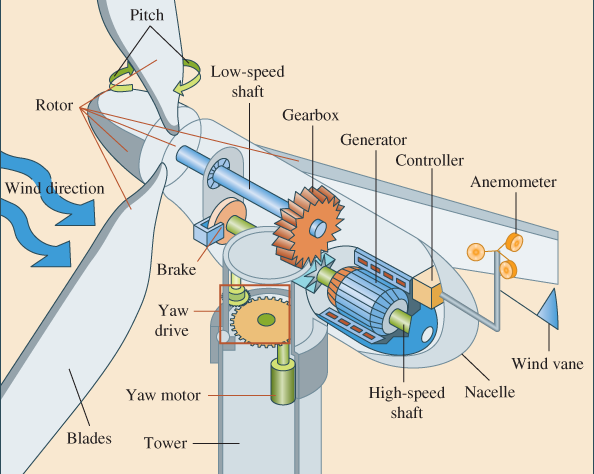 Pitch
Low-speed
shaft
Rotor
Gearbox
Generator
Controller
Anemometer
Wind direction
Brake
Yaw
drive
Wind vane
Yaw motor
High-speed
shaft
Nacelle
Blades
Tower